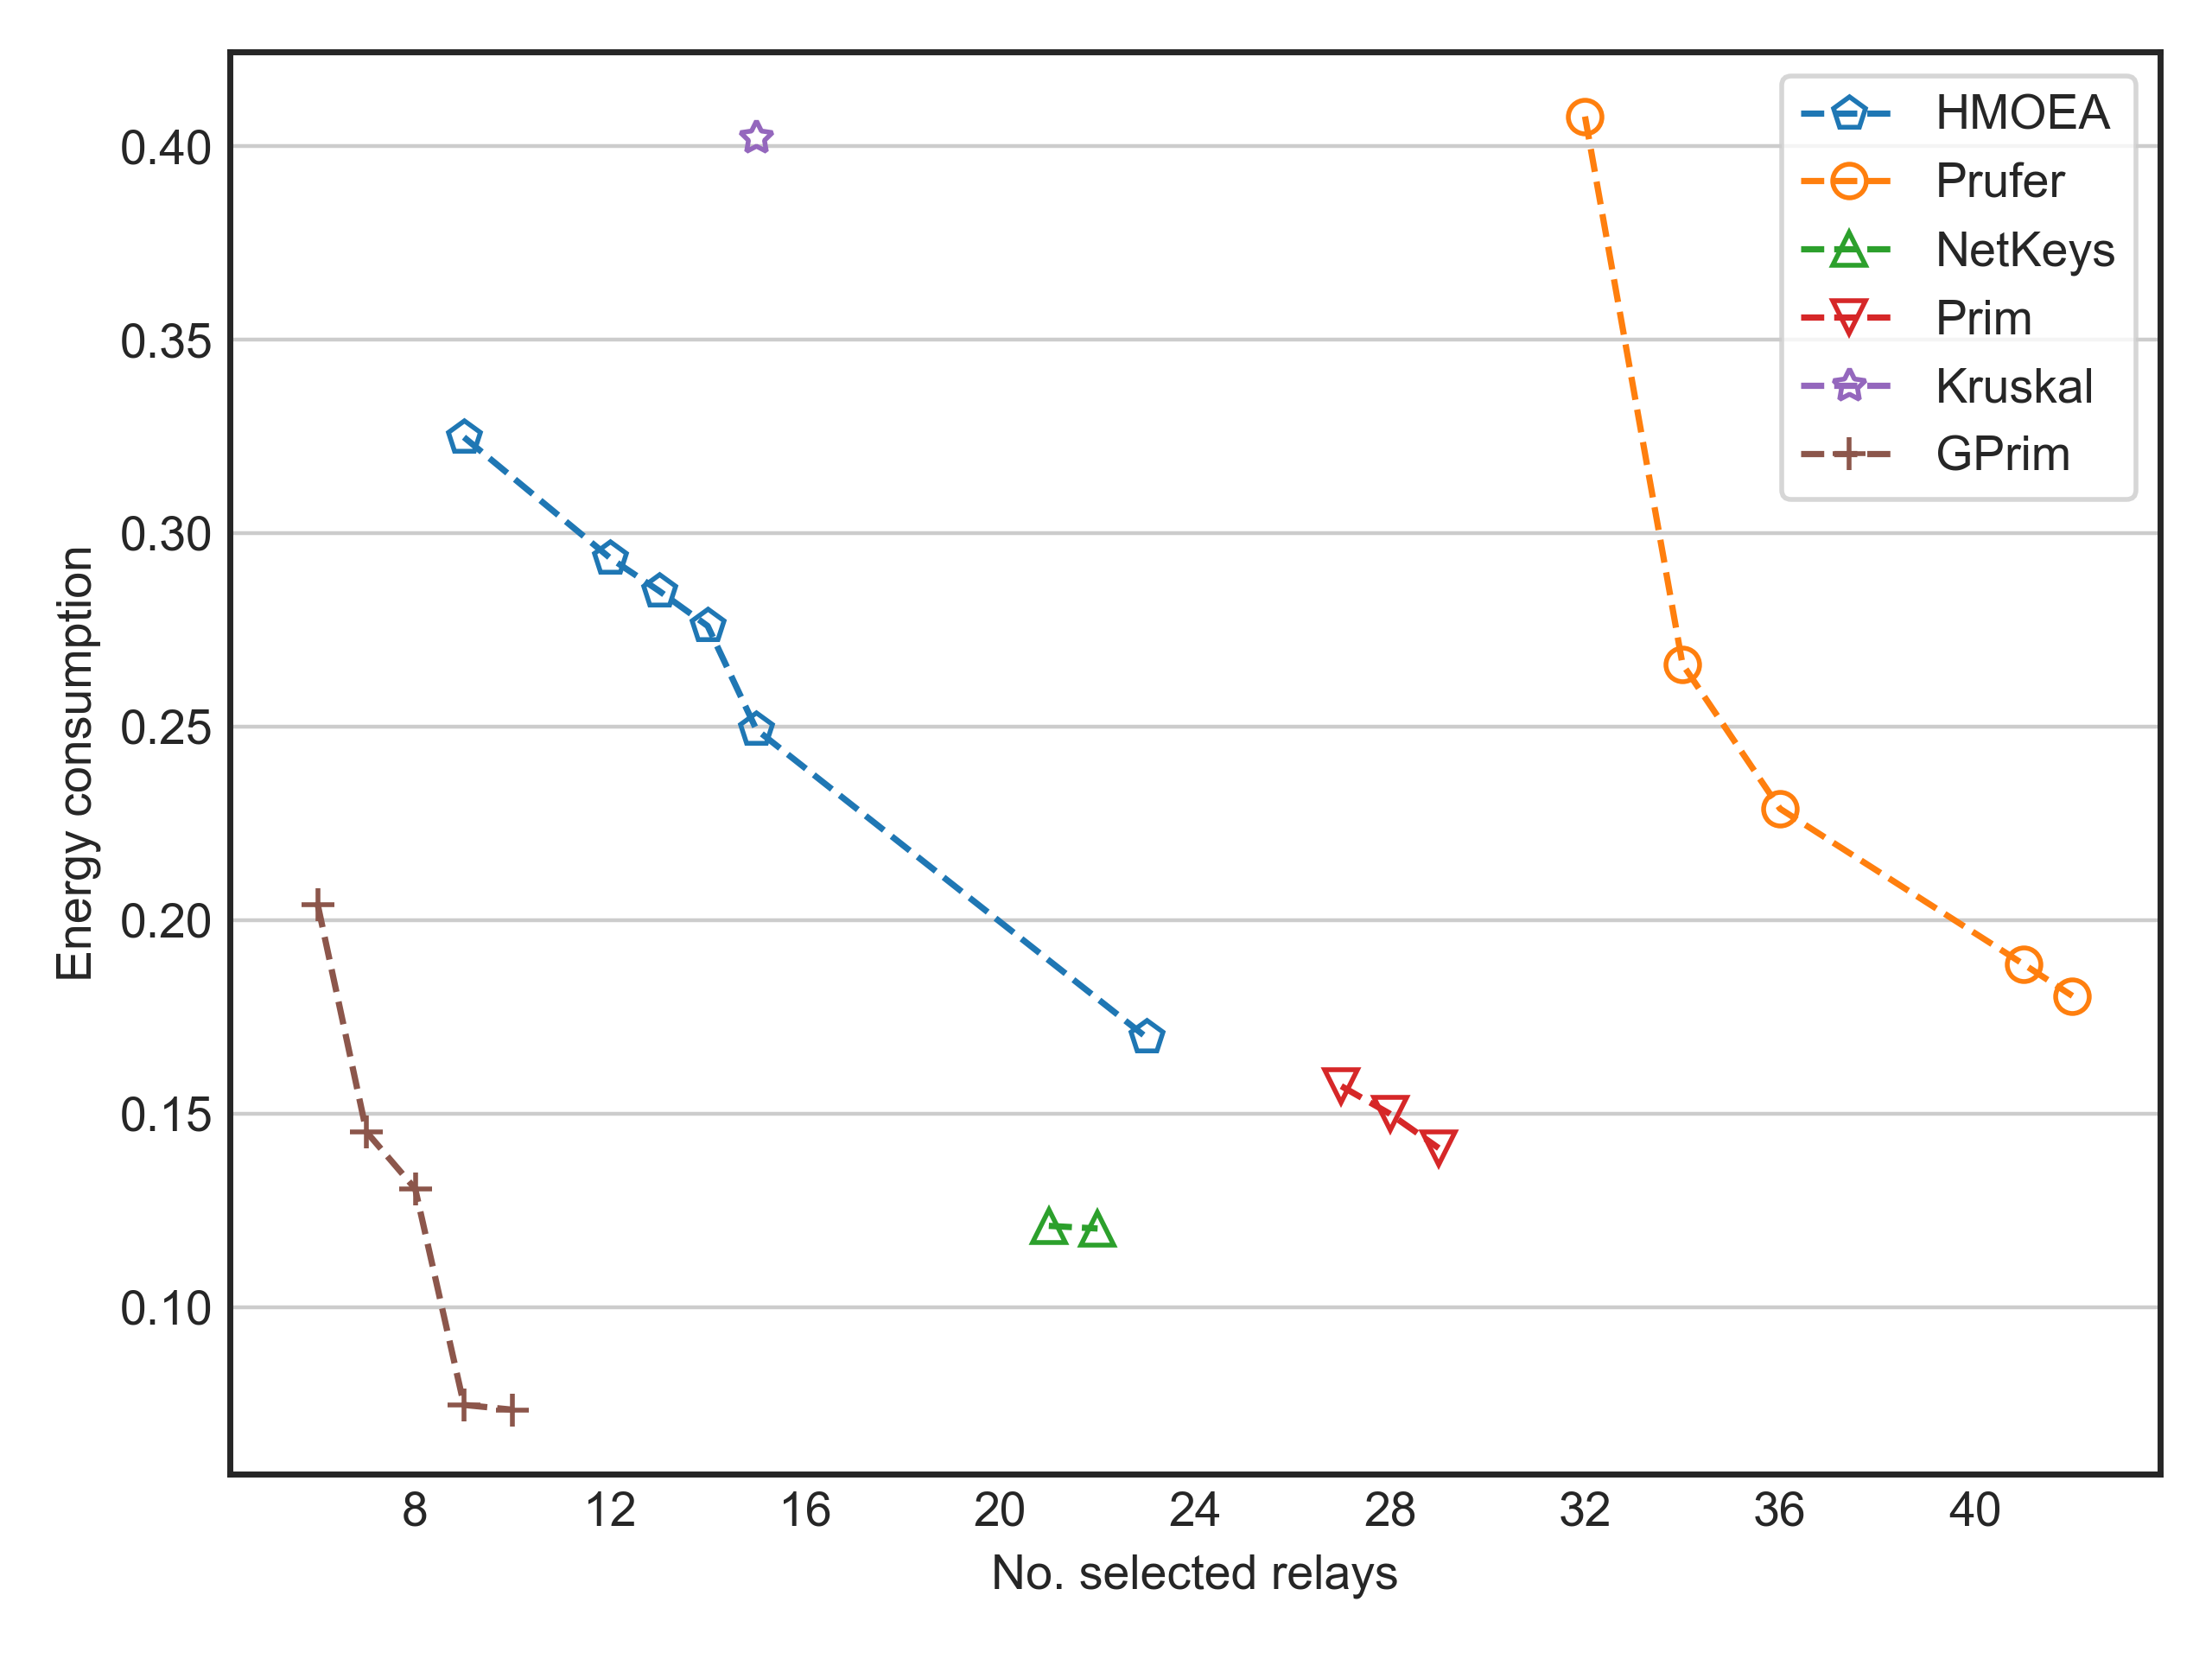 HMOEA
Prufer
NetKeys
Prim
Kruskal
GPrim
Energy consumption
0.40
0.35
0.30
0.25
0.20
0.15
0.10
8 12 16 20 24 28 32 36 40
No. selected relays